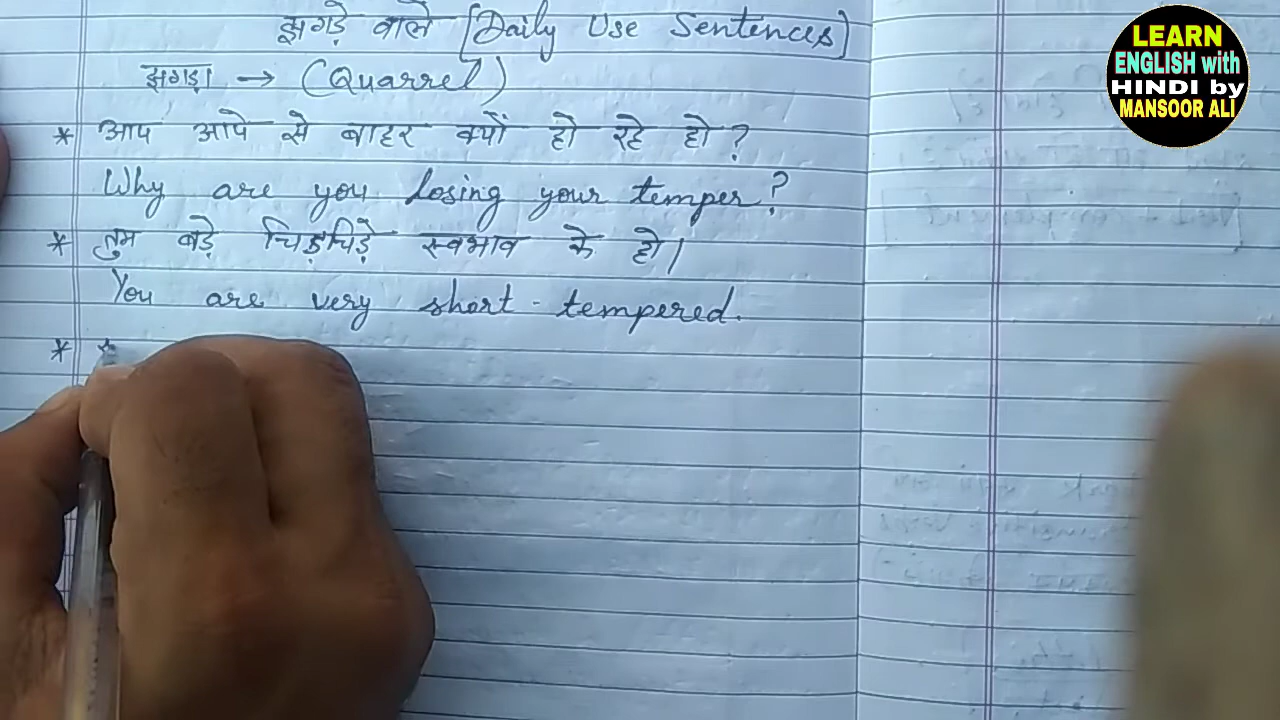 झगड़े वाले [Daily Use Sentences]
झगड़ा → (Quarrel)
* आप आपे से बाहर क्यों हो रहे हो?
Why are you losing your temper?
* तुम बड़े चिड़चिड़े स्वभाव के हो।
You are very short-tempered.
*
LEARN
ENGLISH with
HINDI by
MANSOOR ALI